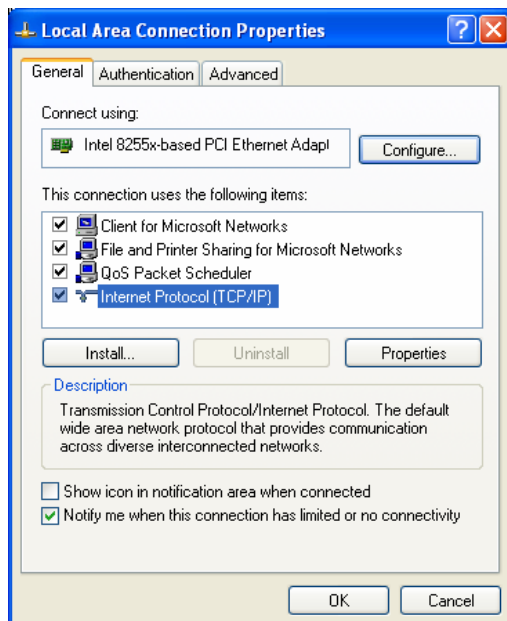 Local Area Connection Properties
General Authentication Advanced
Connect using:
Intel 8255x-based PCI Ethernet Adapt
Configure...
This connection uses the following items:
Client for Microsoft Networks
File and Printer Sharing for Microsoft Networks
QoS Packet Scheduler
Internet Protocol (TCP/IP)
Install... Uninstall Properties
Description
Transmission Control Protocol/Internet Protocol. The default
wide area network protocol that provides communication
across diverse interconnected networks.
Show icon in notification area when connected
Notify me when this connection has limited or no connectivity
OK Cancel